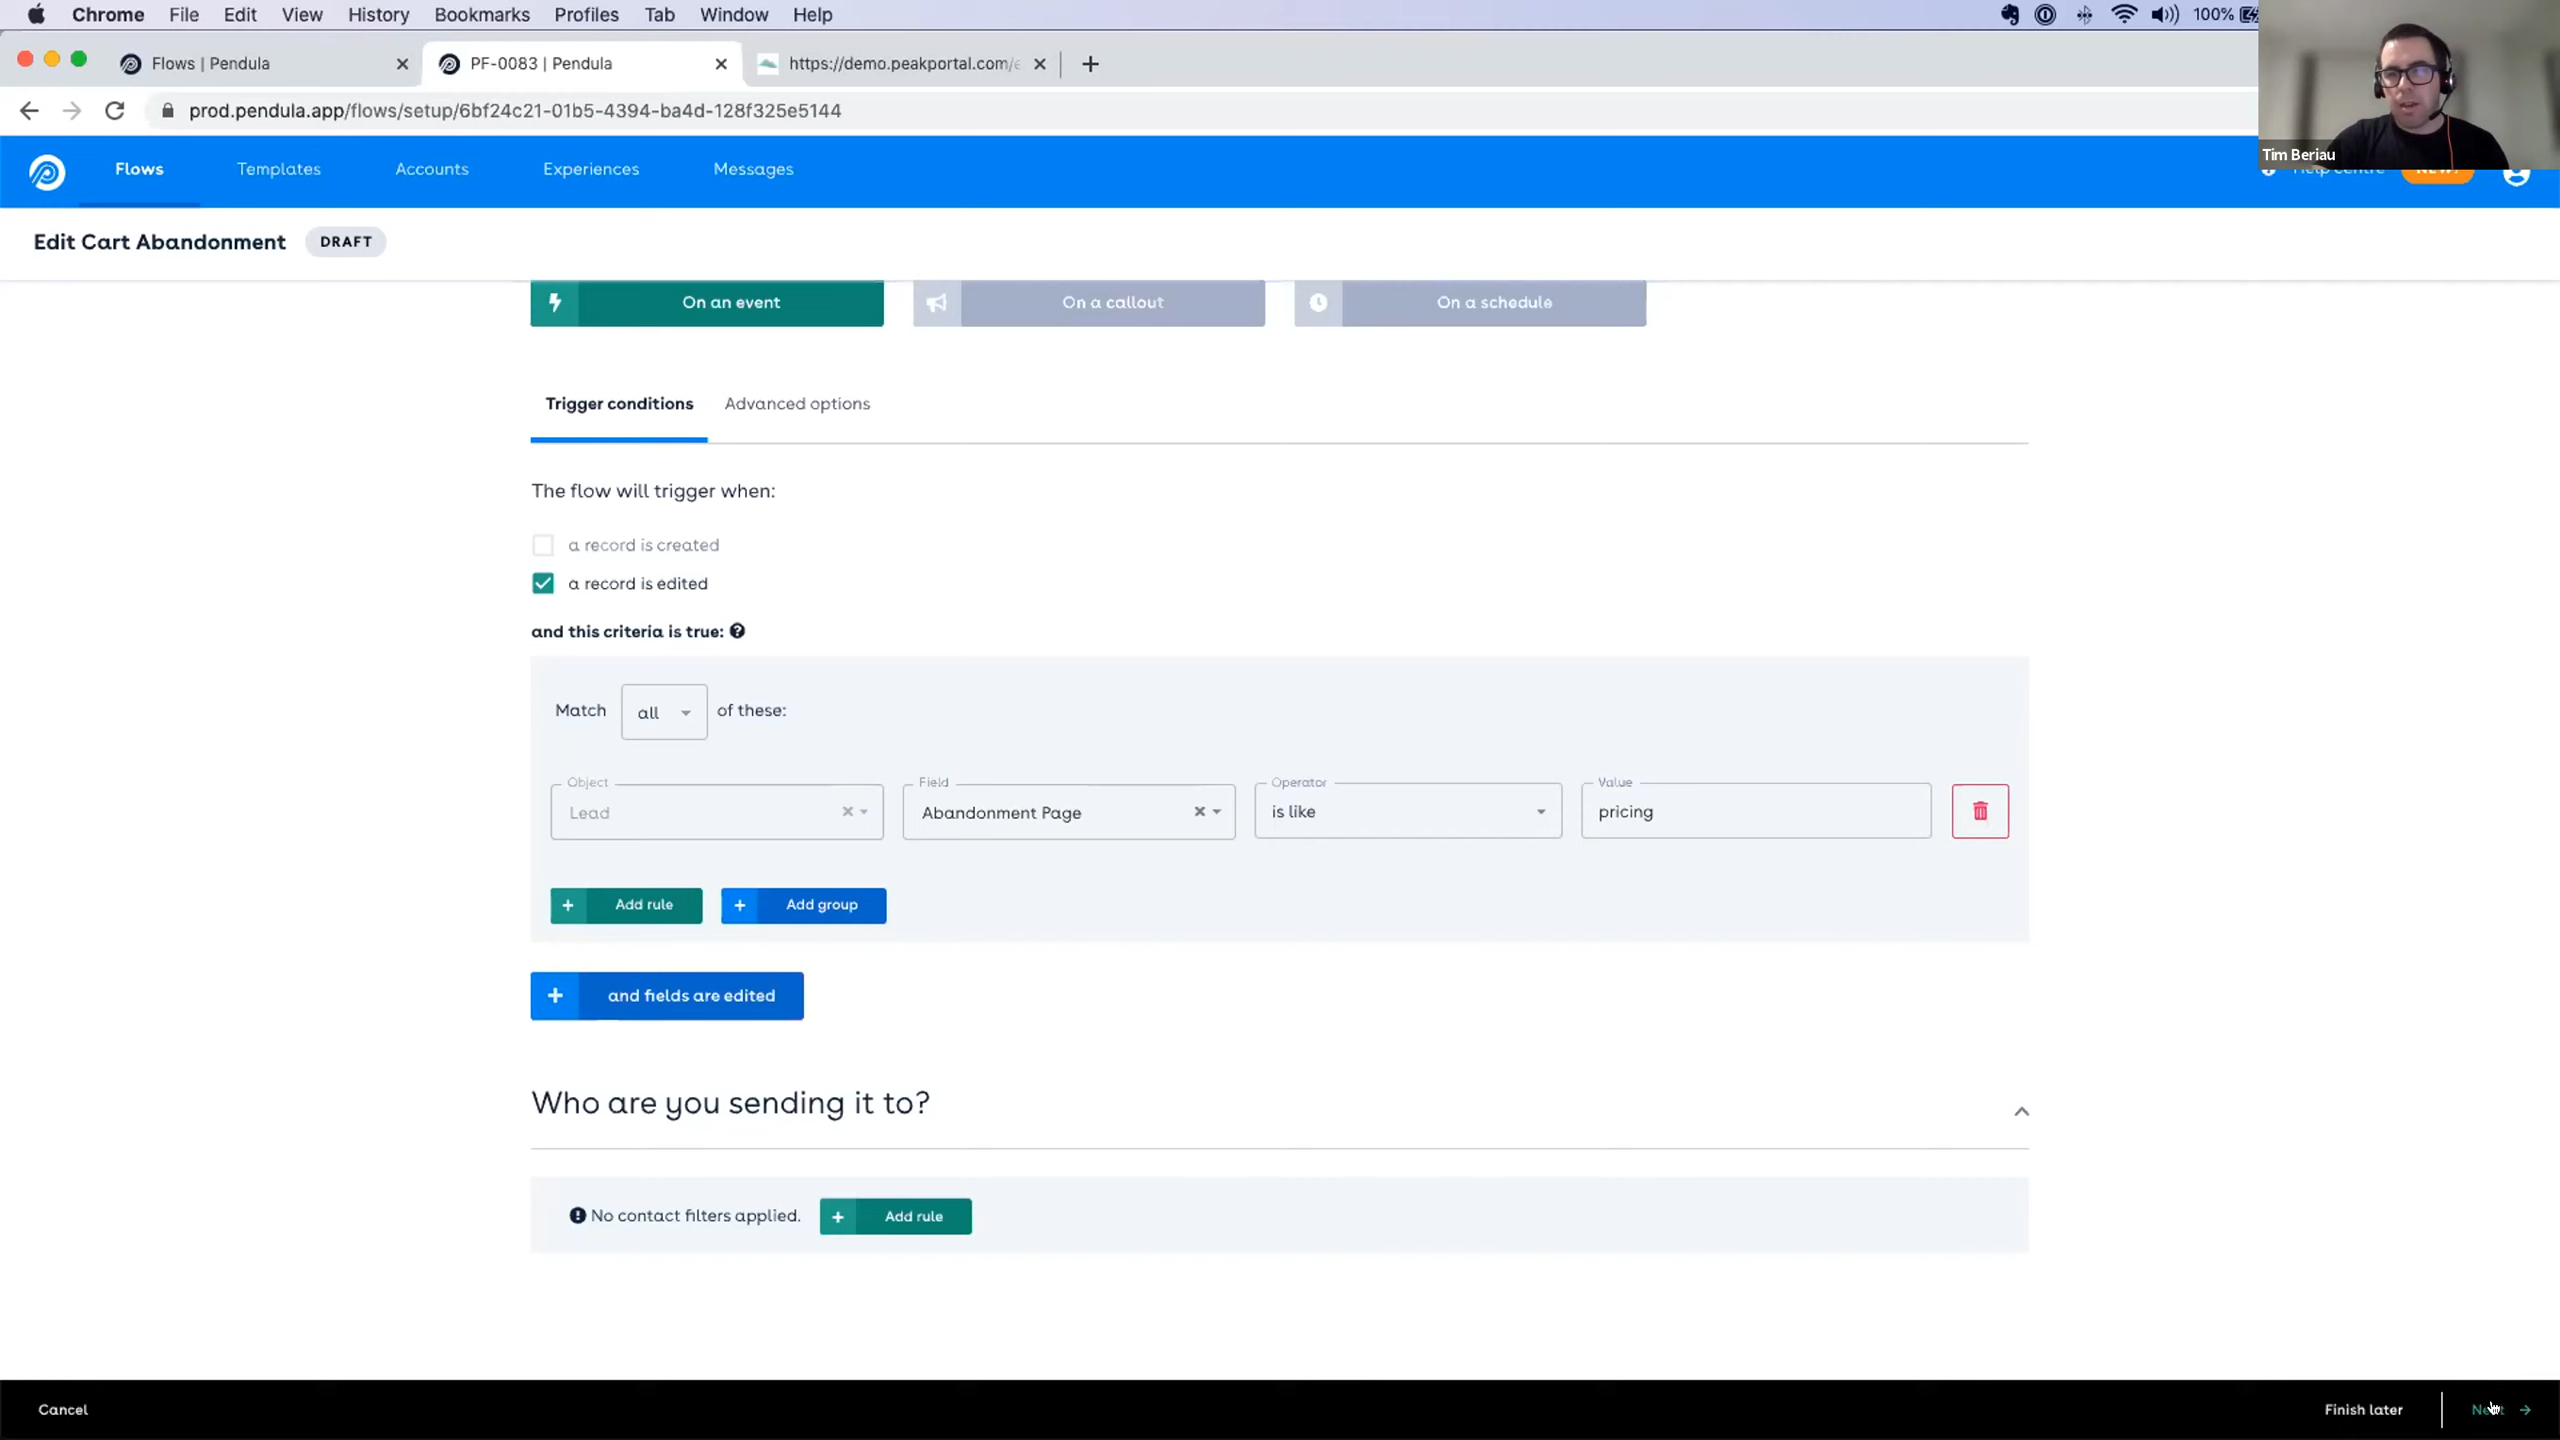 Chrome File Edit View History Bookmarks Profiles Tab Window Help 100%
Flows | Pendula
PF-0083 | Pendula
https://demo.peakportal.com/
prod.pendula.app/flows/setup/6bf24c21-01b5-4394-ba4d-128f325e5144
Tim Beriau
Flows Templates Accounts Experiences Messages Help centre NEW!
Edit Cart Abandonment DRAFT
On an event On a callout On a schedule
Trigger conditions Advanced options
The flow will trigger when:
a record is created
a record is edited
and this criteria is true:
Match all of these:
Object Field Operator Value
Lead Abandonment Page is like pricing
Add rule Add group
and fields are edited
Who are you sending it to?
No contact filters applied. Add rule
Cancel Finish later Next